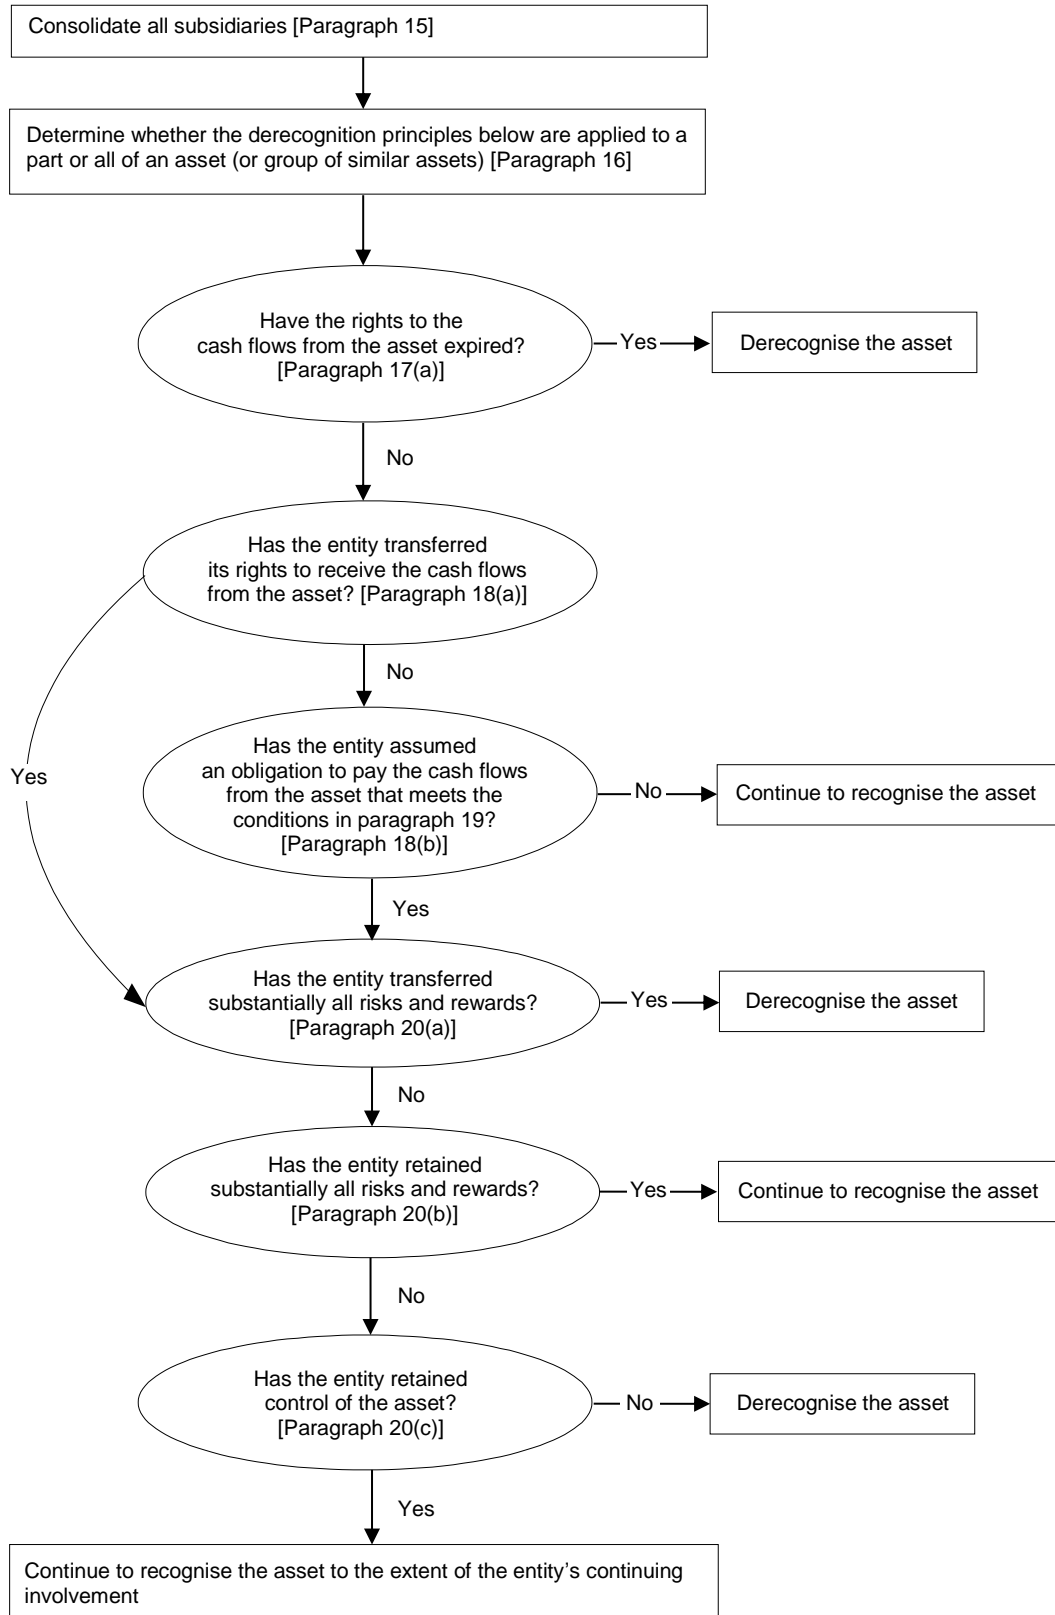 Consolidate all subsidiaries [Paragraph 15]
Determine whether the derecognition principles below are applied to a
part or all of an asset (or group of similar assets) [Paragraph 16]
Have the rights to the
cash flows from the asset expired?
[Paragraph 17(a)]
Yes
Derecognise the asset
No
Has the entity transferred
its rights to receive the cash flows
from the asset? [Paragraph 18(a)]
No
Yes
Has the entity assumed
an obligation to pay the cash flows
from the asset that meets the
conditions in paragraph 19?
[Paragraph 18(b)]
No
Continue to recognise the asset
Yes
Has the entity transferred
substantially all risks and rewards?
[Paragraph 20(a)]
Yes
Derecognise the asset
No
Has the entity retained
substantially all risks and rewards?
[Paragraph 20(b)]
Yes
Continue to recognise the asset
No
Has the entity retained
control of the asset?
[Paragraph 20(c)]
No
Derecognise the asset
Yes
Continue to recognise the asset to the extent of the entity's continuing
involvement